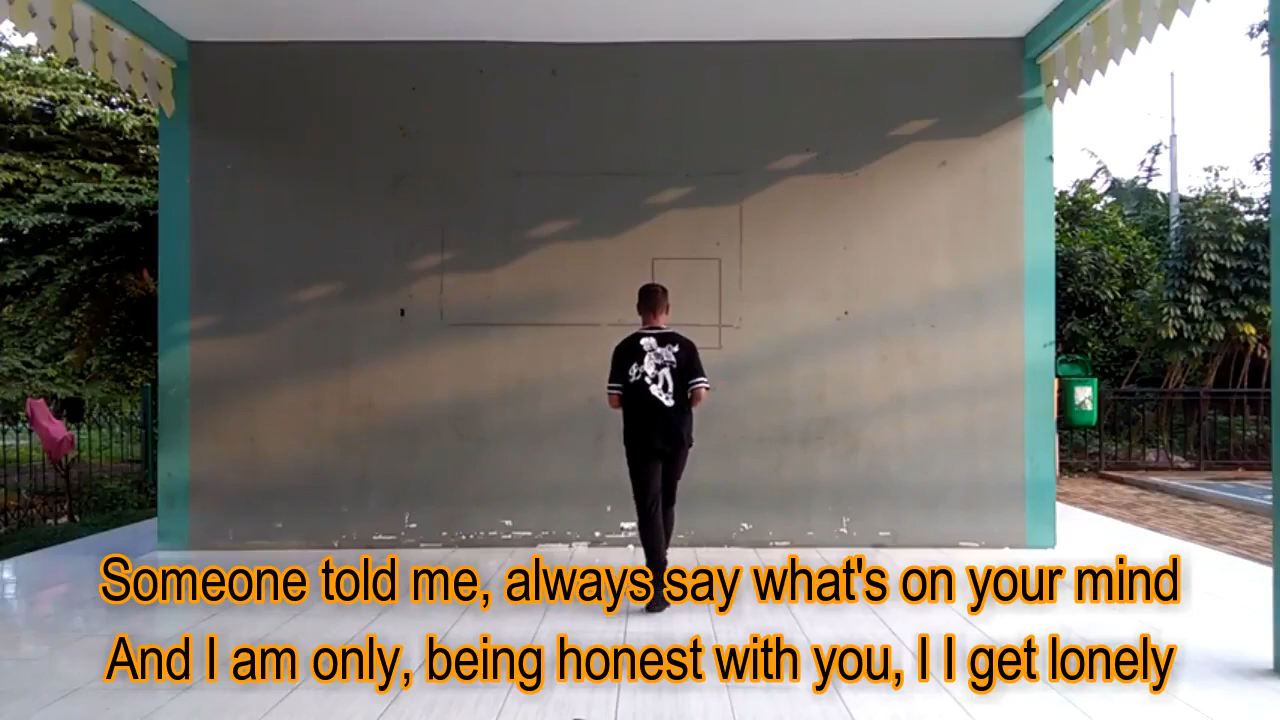 Someone told me, always say what's on your mind
And I am only, being honest with you, I I get lonely